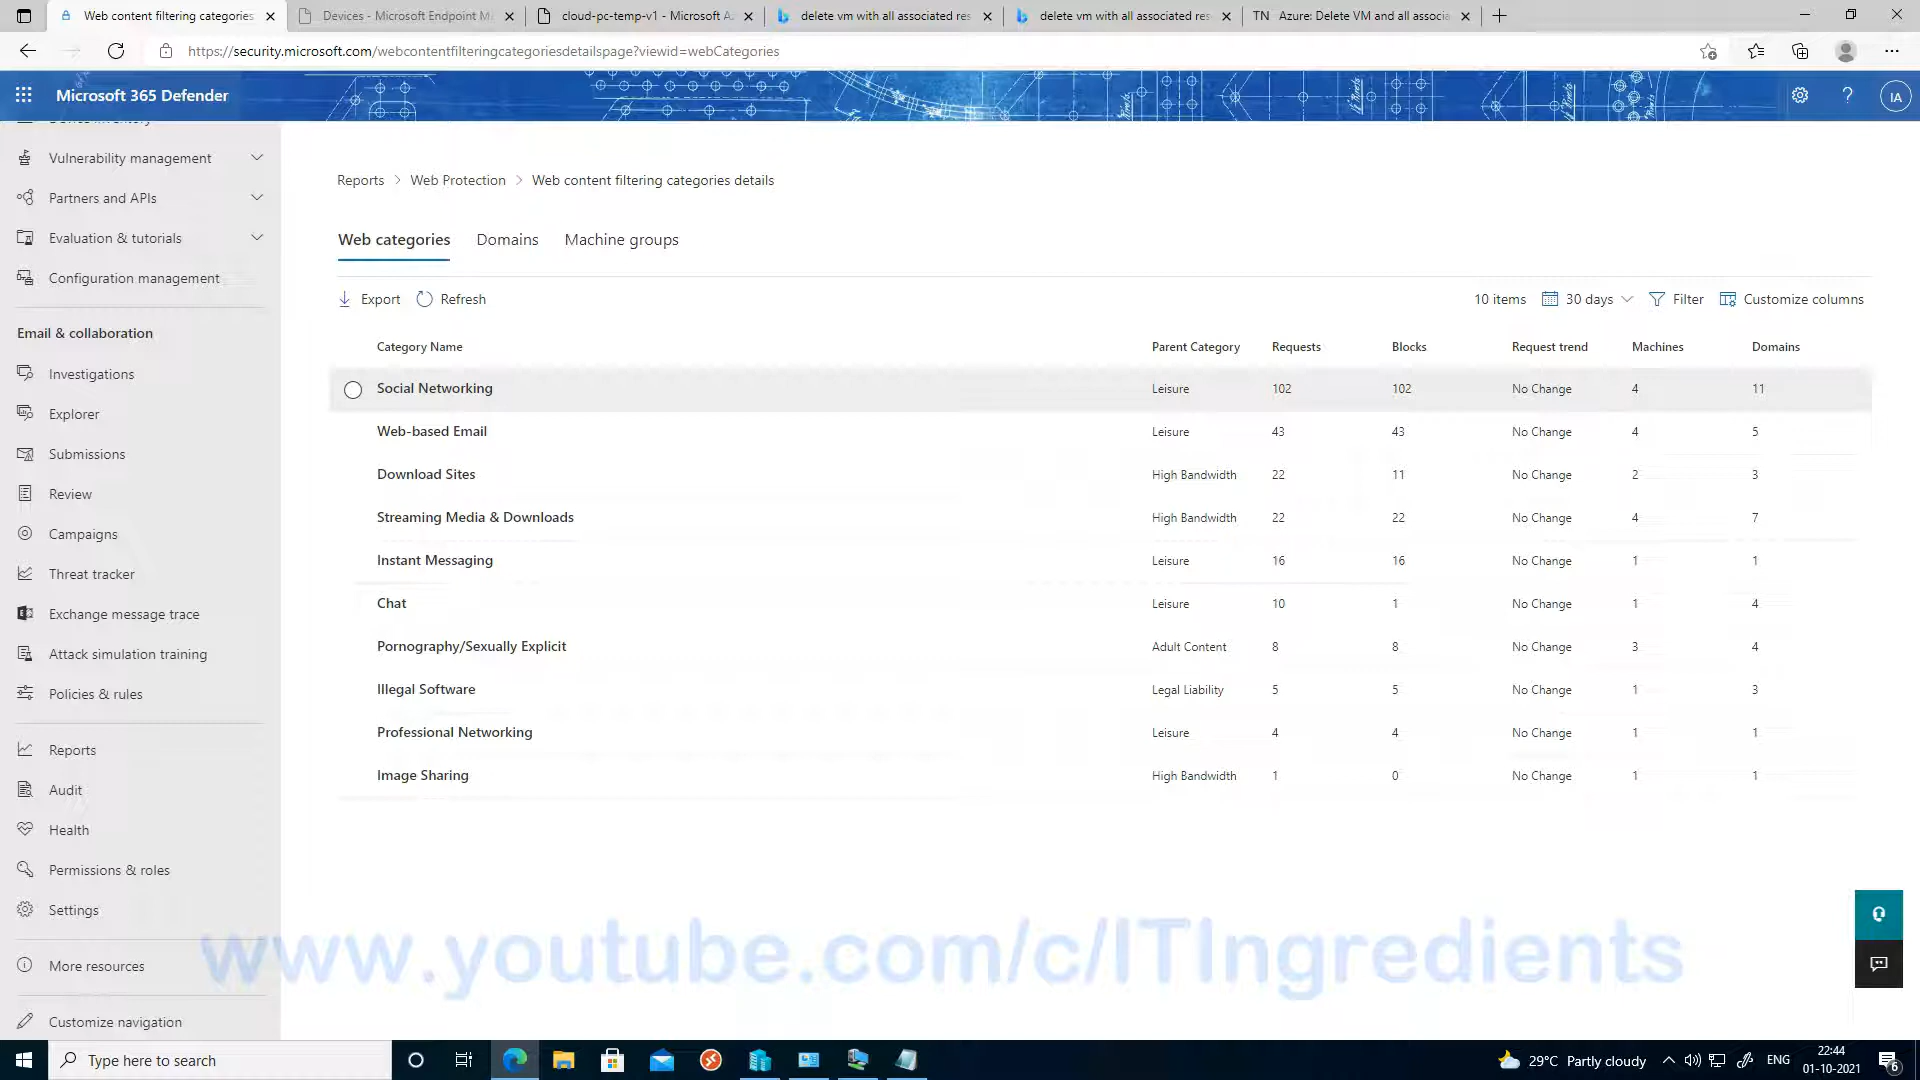 Web content filtering categories
Devices - Microsoft Endpoint M
cloud-pc-temp-v1 - Microsoft A
delete vm with all associated res
delete vm with all associated res
TN Azure: Delete VM and all associa
https://security.microsoft.com/webcontentfilteringcategoriesdetailspage?viewid=webCategories
Microsoft 365 Defender
?
IA
Device inventory
Vulnerability management
Partners and APIs
Evaluation & tutorials
Configuration management
Email & collaboration
Investigations
Explorer
Submissions
Review
Campaigns
Threat tracker
Exchange message trace
Attack simulation training
Policies & rules
Reports
Audit
Health
Permissions & roles
Settings
More resources
Customize navigation
Reports > Web Protection > Web content filtering categories details
Web categories Domains Machine groups
Export Refresh 10 items 30 days Filter Customize columns
Category Name Parent Category Requests Blocks Request trend Machines Domains
Social Networking Leisure 102 102 No Change 4 11
Web-based Email Leisure 43 43 No Change 4 5
Download Sites High Bandwidth 22 11 No Change 2 3
Streaming Media & Downloads High Bandwidth 22 22 No Change 4 7
Instant Messaging Leisure 16 16 No Change 1 1
Chat Leisure 10 1 No Change 1 4
Pornography/Sexually Explicit Adult Content 8 8 No Change 3 4
Illegal Software Legal Liability 5 5 No Change 1 3
Professional Networking Leisure 4 4 No Change 1 1
Image Sharing High Bandwidth 1 0 No Change 1 1
www.youtube.com/c/ITIngredients
Type here to search
29°C Partly cloudy
ENG
22:44
01-10-2021
6